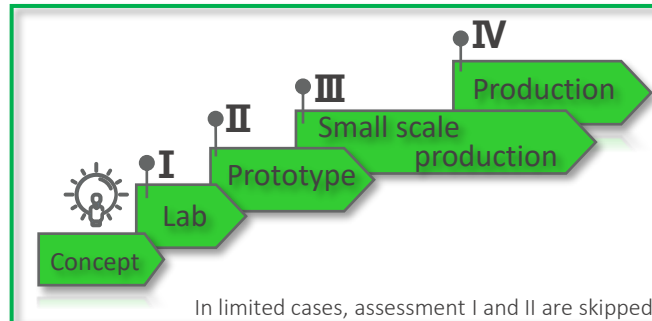 IV
Production
III
Small scale
production
II
Prototype
I
Lab
Concept
In limited cases, assessment I and II are skipped